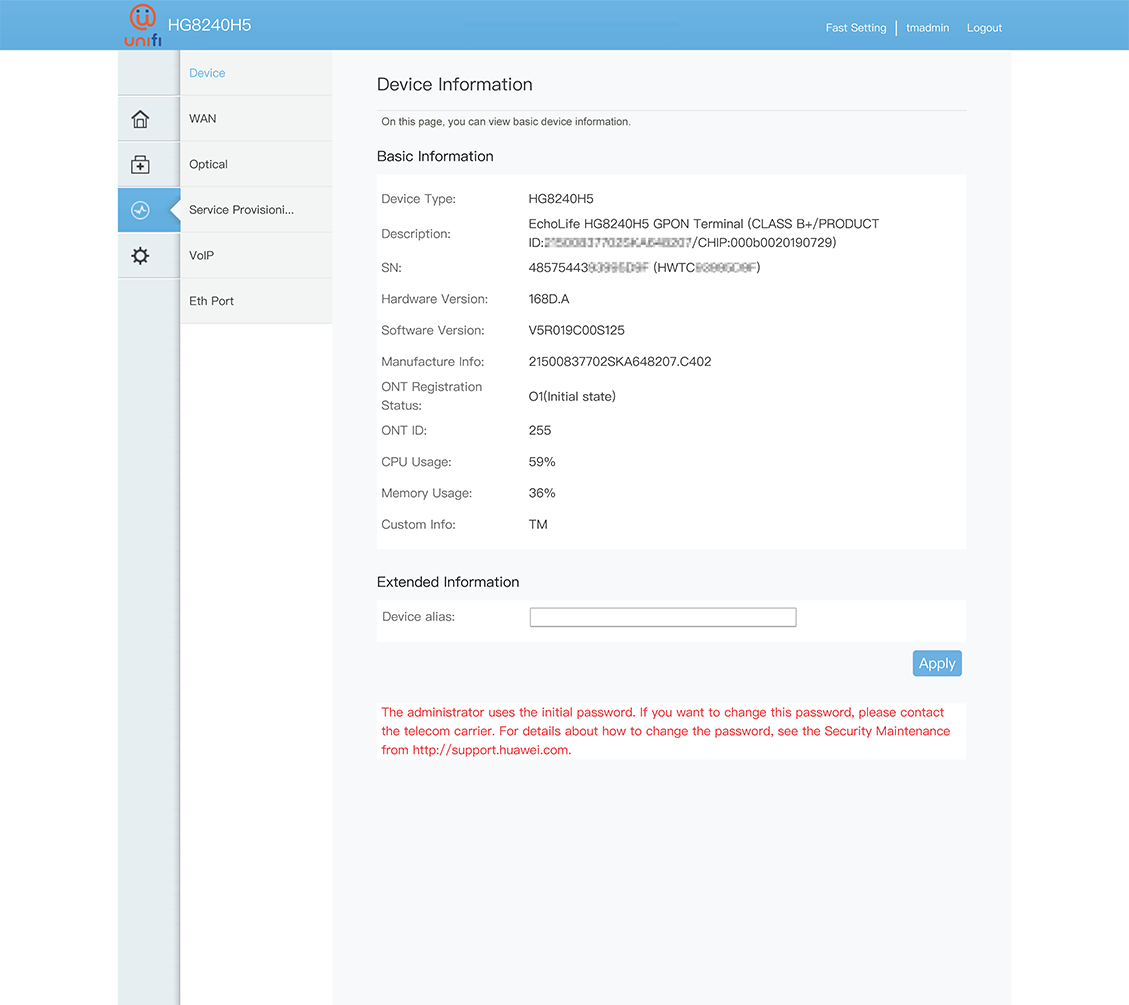 unifi
HG8240H5
Fast Setting
tmadmin
Logout
Device
WAN
Optical
Service Provisioni...
VoIP
Eth Port
Device Information
On this page, you can view basic device information.
Basic Information
Device Type: HG8240H5
Description: EchoLife HG8240H5 GPON Terminal (CLASS B+/PRODUCT
ID: /CHIP:000b0020190729)
SN: 48575443 (HWTC )
Hardware Version: 168D.A
Software Version: V5R019C00S125
Manufacture Info: 21500837702SKA648207.C402
ONT Registration
Status: O1(Initial state)
ONT ID: 255
CPU Usage: 59%
Memory Usage: 36%
Custom Info: TM
Extended Information
Device alias:
Apply
The administrator uses the initial password. If you want to change this password, please contact
the telecom carrier. For details about how to change the password, see the Security Maintenance
from http://support.huawei.com.